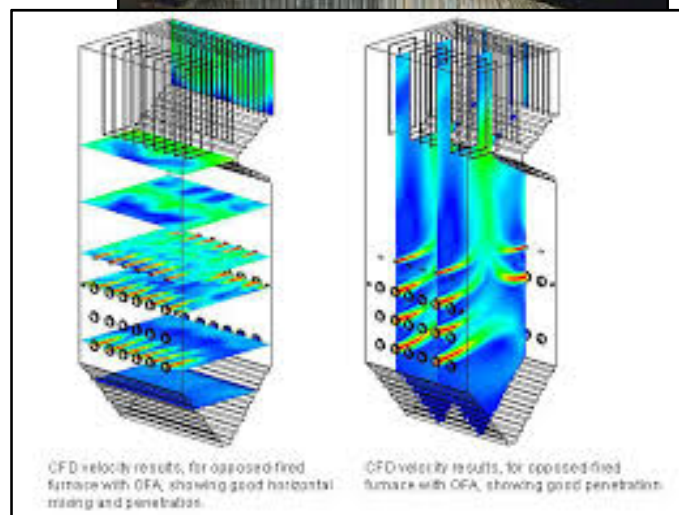 CFD velocity results, for opposed fired
furnace with OFA, showing good horizontal
mixing and penetration.
CFD velocity results, for opposed fired
furnace with OFA, showing good penetration.